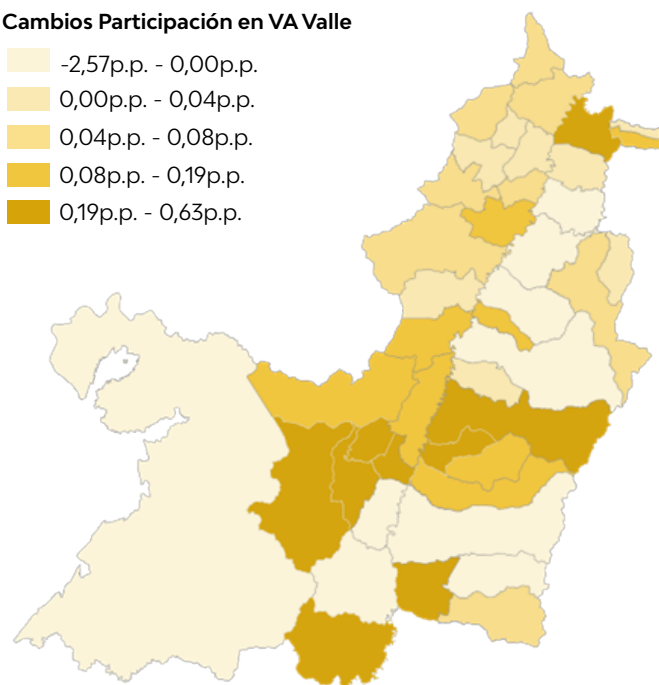 Cambios Participación en VA Valle
-2,57p.p. - 0,00p.p.
0,00p.p. - 0,04p.p.
0,04p.p. - 0,08p.p.
0,08p.p. - 0,19p.p.
0,19p.p. - 0,63p.p.